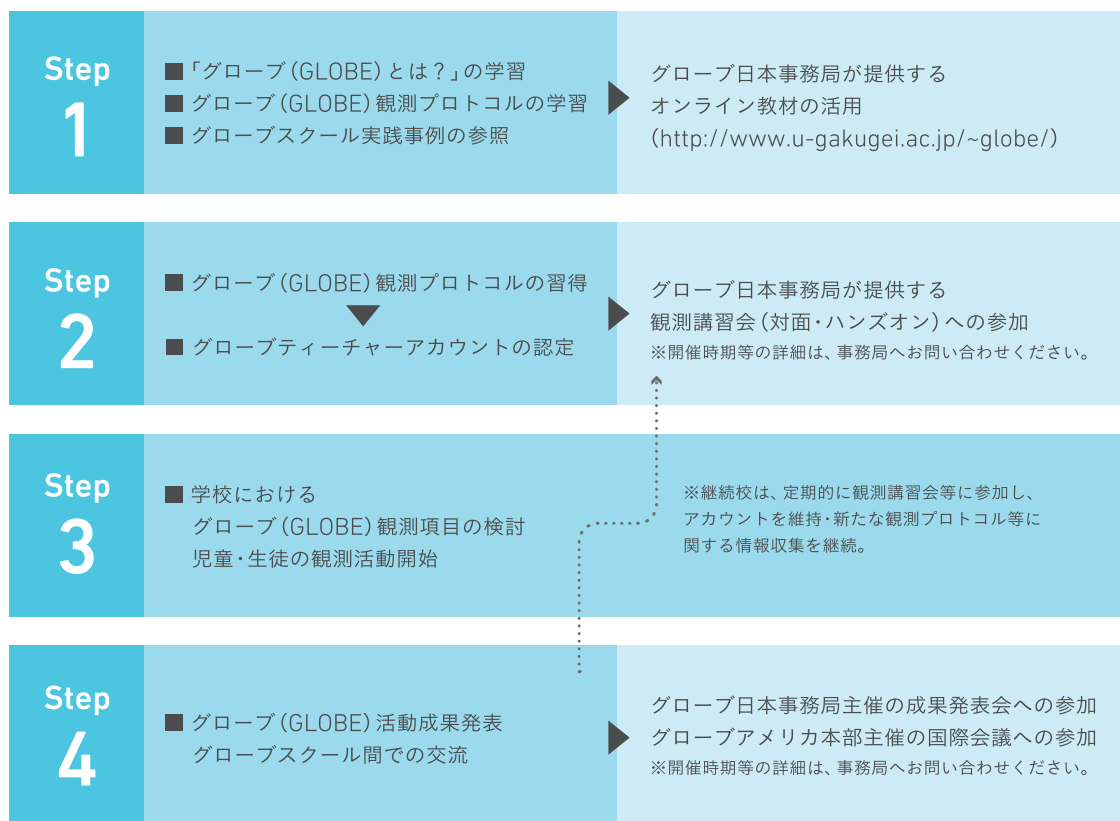 Step
1
■「グローブ(GLOBE)とは？」の学習
■ グローブ(GLOBE)観測プロトコルの学習
■ グローブスクール実践事例の参照
グローブ日本事務局が提供する
オンライン教材の活用
(http://www.u-gakugei.ac.jp/~globe/)
Step
2
■ グローブ(GLOBE)観測プロトコルの習得
■ グローブティーチャーアカウントの認定
グローブ日本事務局が提供する
観測講習会(対面・ハンズオン)への参加
※開催時期等の詳細は、事務局へお問い合わせください。
Step
3
■ 学校における
グローブ(GLOBE)観測項目の検討
児童・生徒の観測活動開始
※継続校は、定期的に観測講習会等に参加し、
アカウントを維持・新たな観測プロトコル等に
関する情報収集を継続。
Step
4
■ グローブ(GLOBE)活動成果発表
グローブスクール間での交流
グローブ日本事務局主催の成果発表会への参加
グローブアメリカ本部主催の国際会議への参加
※開催時期等の詳細は、事務局へお問い合わせください。